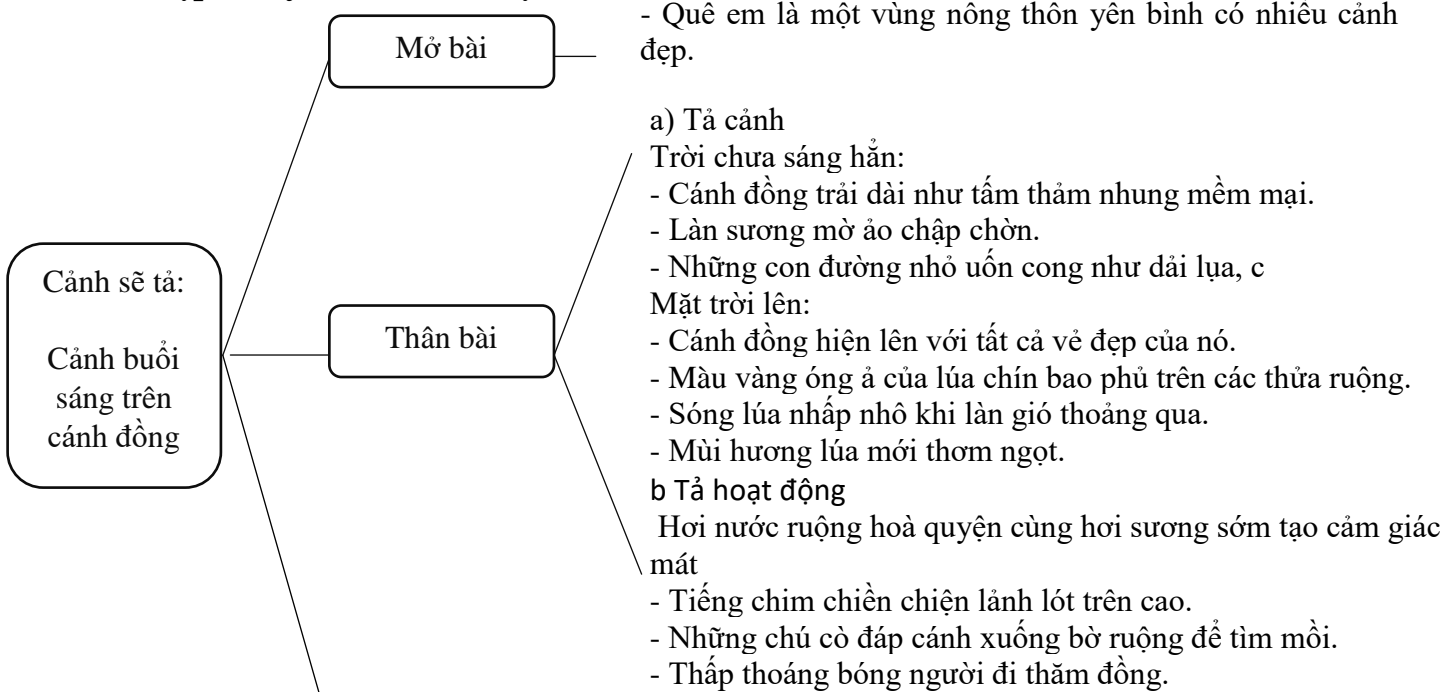 - Quê em là một vùng nông thôn yên bình có nhiều cảnh
đẹp.
Mở bài
a) Tả cảnh
Trời chưa sáng hẳn:
- Cánh đồng trải dài như tấm thảm nhung mềm mại.
- Làn sương mờ ảo chập chờn.
- Những con đường nhỏ uốn cong như dải lụa, c
Mặt trời lên:
- Cánh đồng hiện lên với tất cả vẻ đẹp của nó.
- Màu vàng óng ả của lúa chín bao phủ trên các thửa ruộng.
- Sóng lúa nhấp nhô khi làn gió thoảng qua.
- Mùi hương lúa mới thơm ngọt.
b Tả hoạt động
Hơi nước ruộng hoà quyện cùng hơi sương sớm tạo cảm giác
mát
- Tiếng chim chiền chiện lảnh lót trên cao.
- Những chú cò đáp cánh xuống bờ ruộng để tìm mồi.
- Thấp thoáng bóng người đi thăm đồng.
Thân bài
Cảnh sẽ tả:
Cảnh buổi
sáng trên
cánh đồng